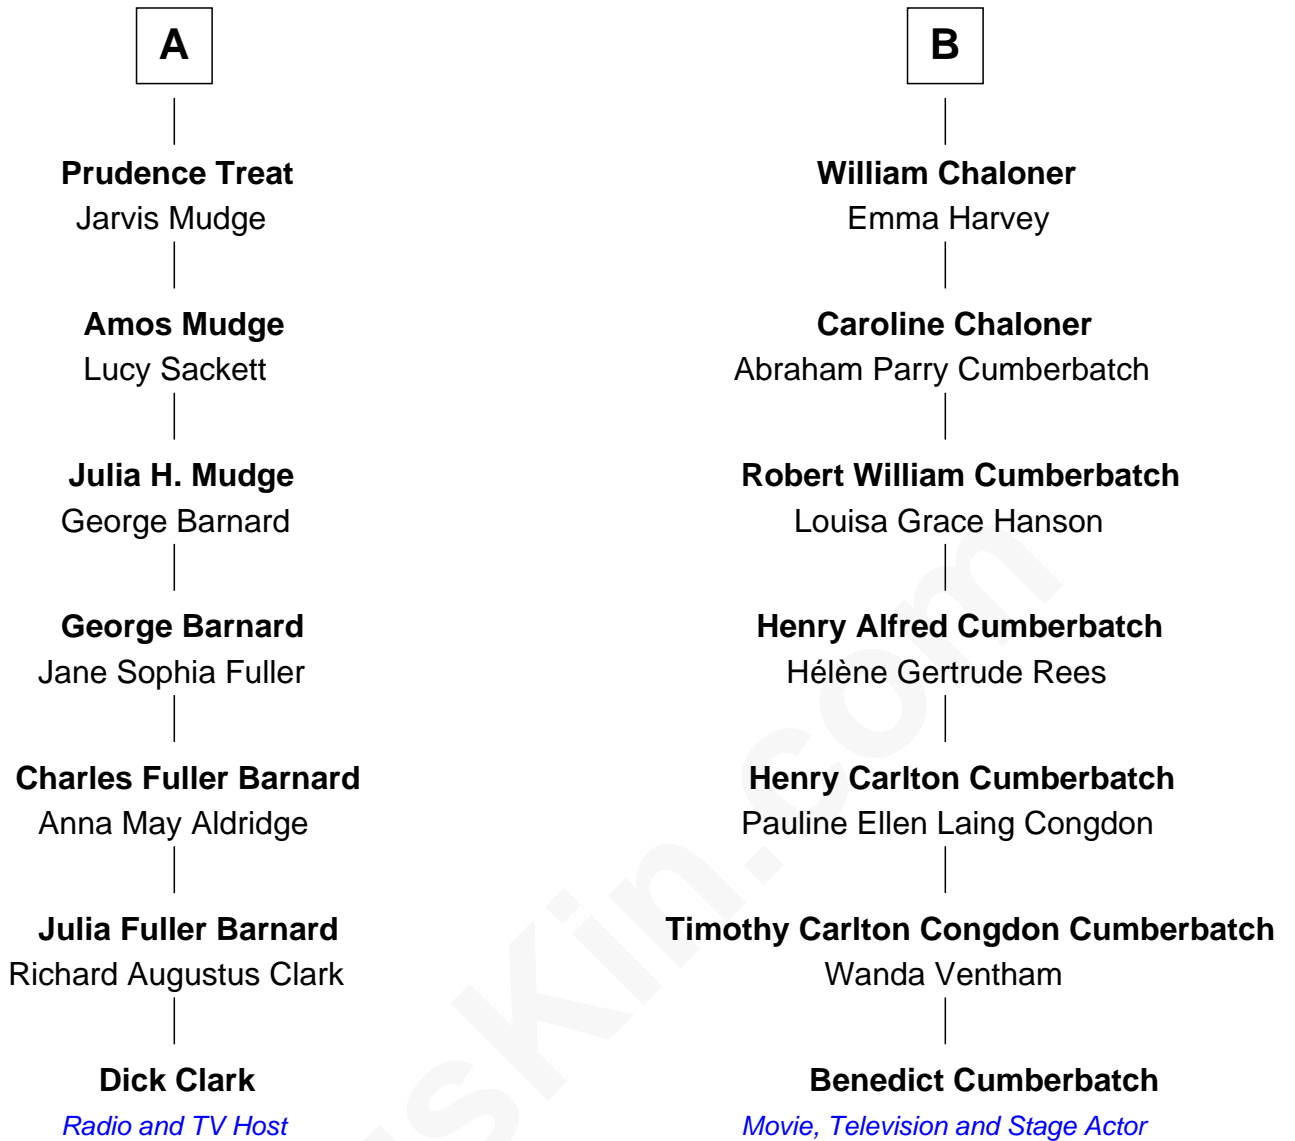 A
B
Prudence Treat
Jarvis Mudge
William Chaloner
Emma Harvey
Amos Mudge
Lucy Sackett
Caroline Chaloner
Abraham Parry Cumberbatch
Julia H. Mudge
George Barnard
Robert William Cumberbatch
Louisa Grace Hanson
George Barnard
Jane Sophia Fuller
Henry Alfred Cumberbatch
Hélène Gertrude Rees
Charles Fuller Barnard
Anna May Aldridge
Henry Carlton Cumberbatch
Pauline Ellen Laing Congdon
Julia Fuller Barnard
Richard Augustus Clark
Timothy Carlton Congdon Cumberbatch
Wanda Ventham
Dick Clark
Radio and TV Host
Benedict Cumberbatch
Movie, Television and Stage Actor